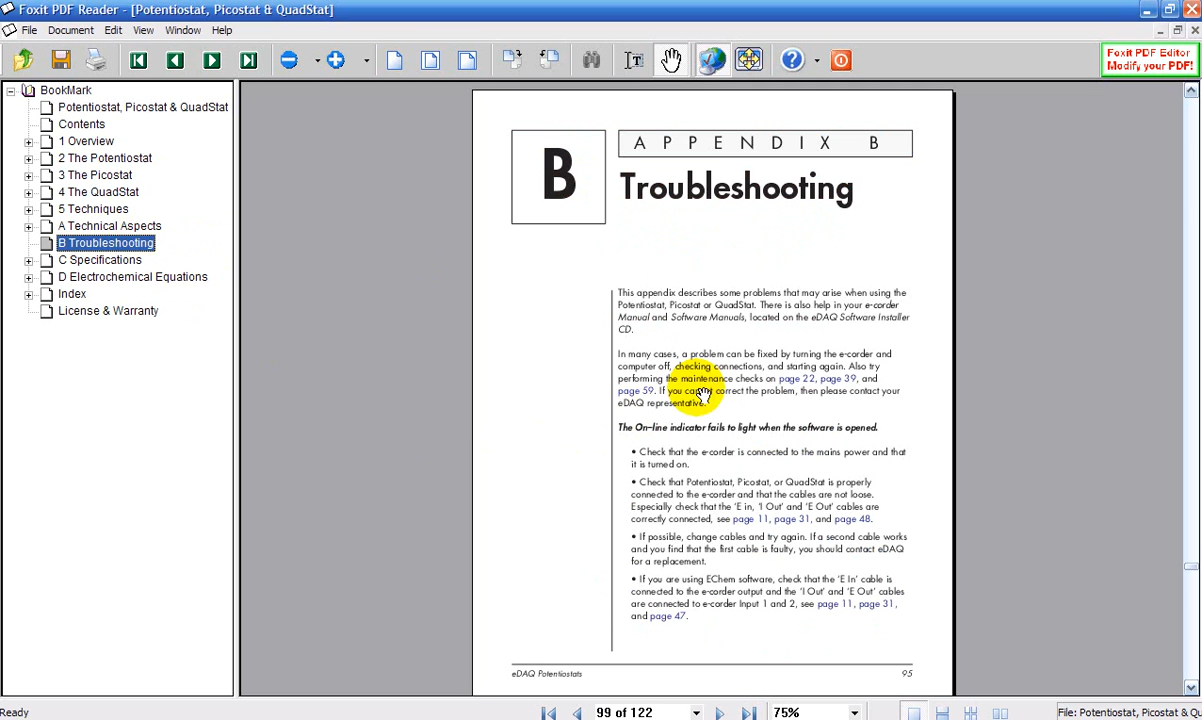 Foxit PDF Reader - [Potentiostat, Picostat & QuadStat]
File Document Edit View Window Help
Foxit PDF Editor
Modify your PDF!
BookMark
Potentiostat, Picostat & QuadStat
Contents
1 Overview
2 The Potentiostat
3 The Picostat
4 The QuadStat
5 Techniques
A Technical Aspects
B Troubleshooting
C Specifications
D Electrochemical Equations
Index
License & Warranty
B
APPENDIX B
Troubleshooting
This appendix describes some problems that may arise when using the
Potentiostat, Picostat or QuadStat. There is also help in your e-corder
Manual and Software Manuals, located on the eDAQ Software Installer
CD.
In many cases, a problem can be fixed by turning the e-corder and
computer off, checking connections, and starting again. Also try
performing the maintenance checks on page 22, page 39, and
page 59. If you cannot correct the problem, then please contact your
eDAQ representative.
The On–line indicator fails to light when the software is opened.
• Check that the e-corder is connected to the mains power and that
it is turned on.
• Check that Potentiostat, Picostat, or QuadStat is properly
connected to the e-corder and that the cables are not loose.
Especially check that the ‘E in, ‘I Out’ and ‘E Out’ cables are
correctly connected, see page 11, page 31, and page 48.
• If possible, change cables and try again. If a second cable works
and you find that the first cable is faulty, you should contact eDAQ
for a replacement.
• If you are using EChem software, check that the ‘E In’ cable is
connected to the e-corder output and the ‘I Out’ and ‘E Out’ cables
are connected to e-corder Input 1 and 2, see page 11, page 31,
and page 47.
eDAQ Potentiostats 95
Ready 99 of 122 75% File: Potentiostat, Picostat & Qu